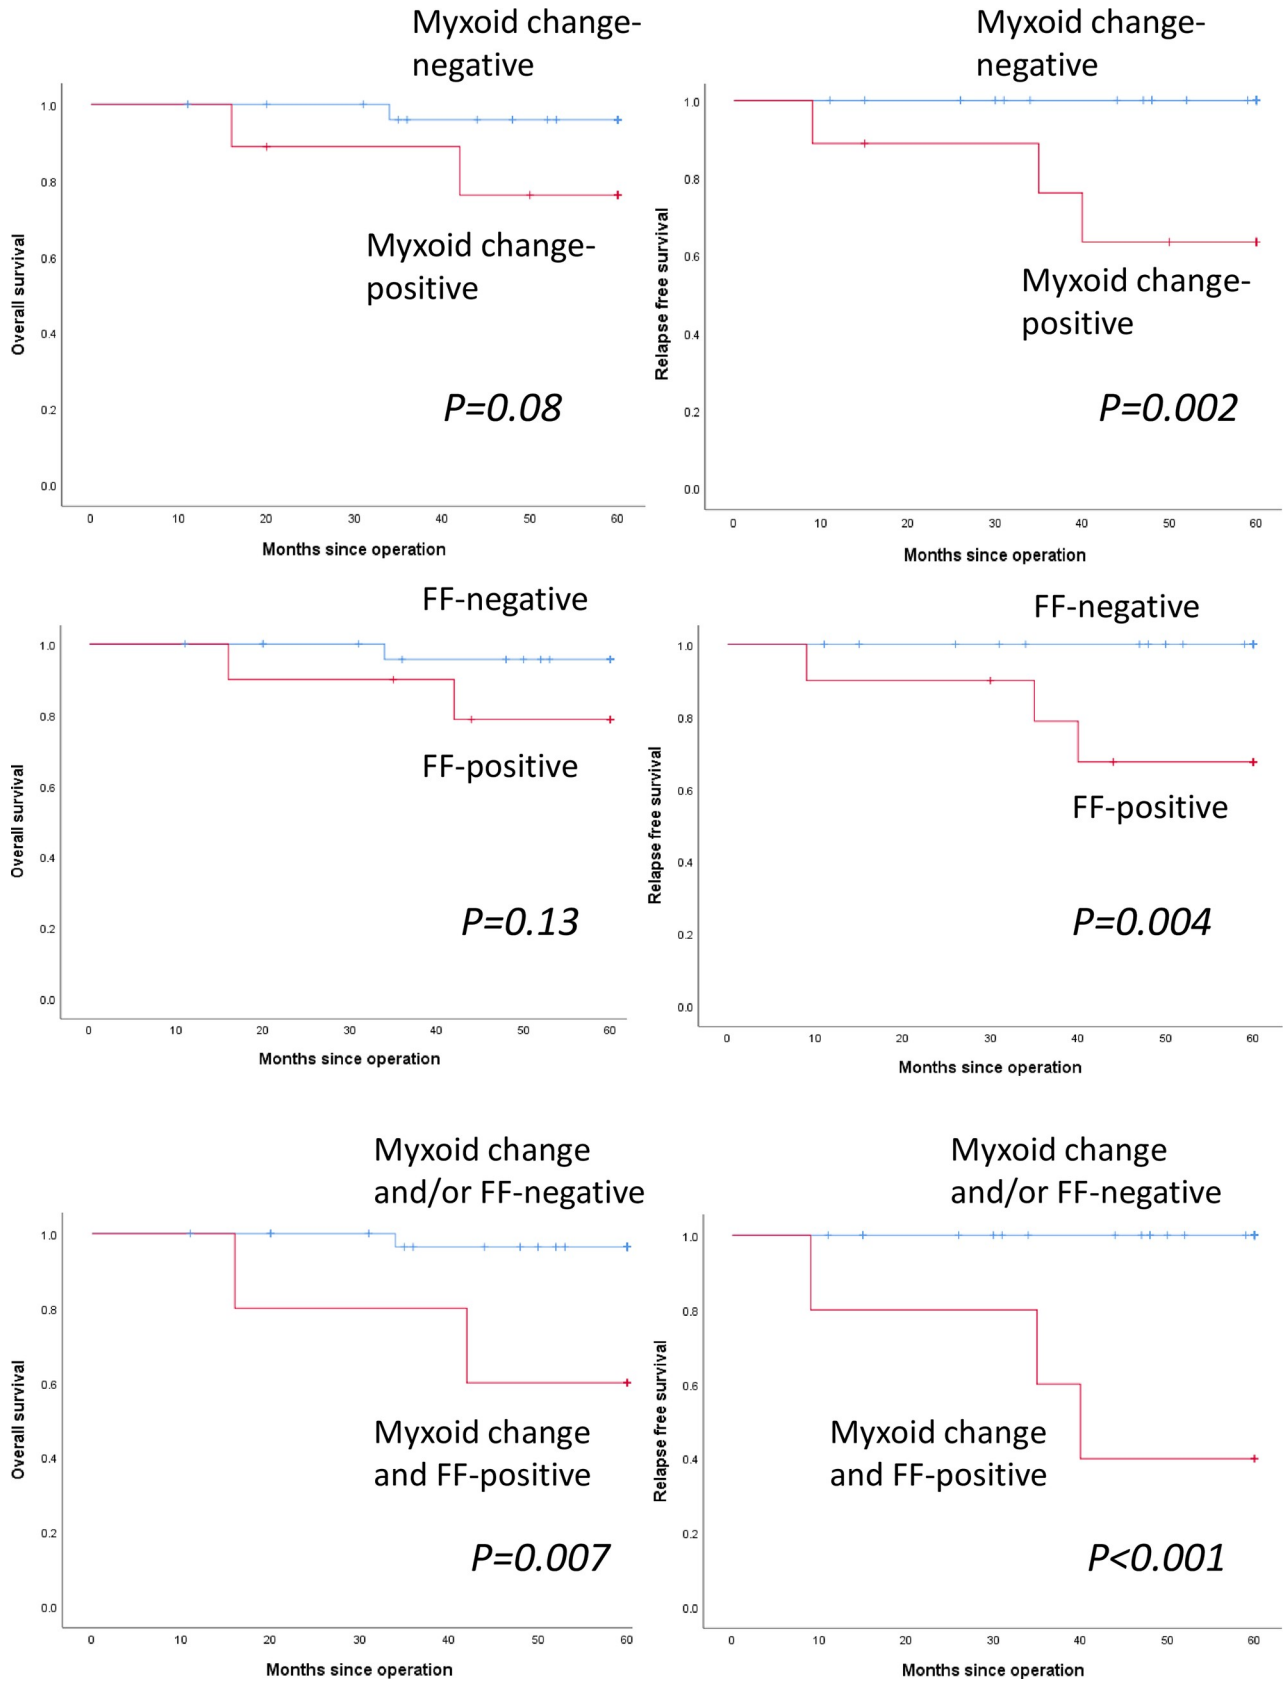 Myxoid change-
negative
1.0
0.8
0.6
0.4
0.2
0.0
Overall survival
Myxoid change-
positive
P=0.08
0 10 20 30 40 50 60
Months since operation
Myxoid change-
negative
1.0
0.8
0.6
0.4
0.2
0.0
Relapse free survival
Myxoid change-
positive
P=0.002
0 10 20 30 40 50 60
Months since operation
FF-negative
1.0
0.8
0.6
0.4
0.2
0.0
Overall survival
FF-positive
P=0.13
0 10 20 30 40 50 60
Months since operation
FF-negative
1.0
0.8
0.6
0.4
0.2
0.0
Relapse free survival
FF-positive
P=0.004
0 10 20 30 40 50 60
Months since operation
Myxoid change
and/or FF-negative
1.0
0.8
0.6
0.4
0.2
0.0
Overall survival
Myxoid change
and FF-positive
P=0.007
0 10 20 30 40 50 60
Months since operation
Myxoid change
and/or FF-negative
1.0
0.8
0.6
0.4
0.2
0.0
Relapse free survival
Myxoid change
and FF-positive
P<0.001
0 10 20 30 40 50 60
Months since operation